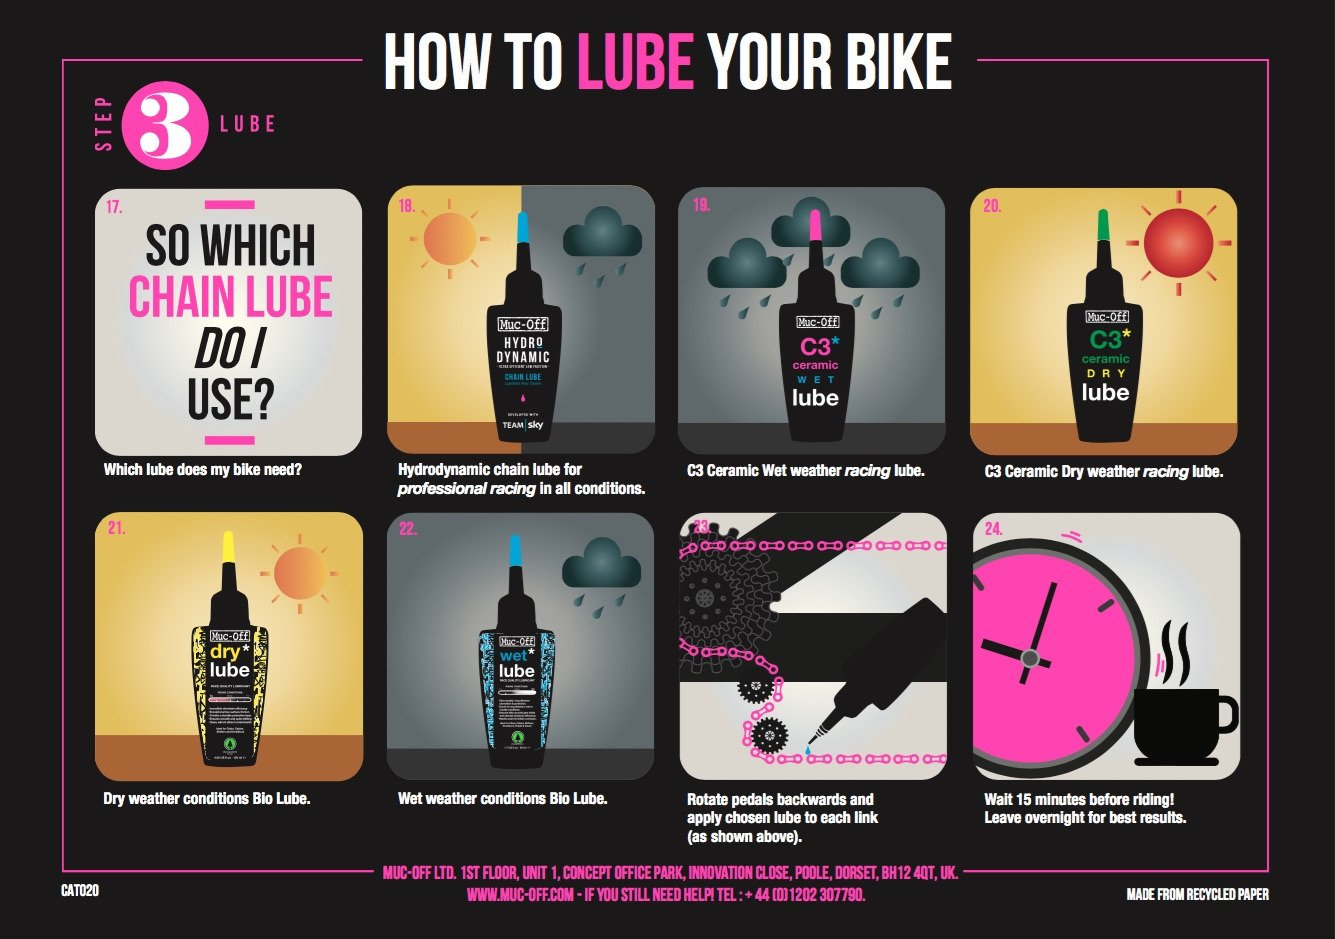 HOW TO LUBE YOUR BIKE
STEP
3
LUBE
17.
SO WHICH
CHAIN LUBE
DO I
USE?
Which lube does my bike need?
18.
Muc-Off
HYDRO
DYNAMIC
CHAIN LUBE
DEVELOPED WITH
TEAM sky
Hydrodynamic chain lube for
professional racing in all conditions.
19.
Muc-Off
C3*
ceramic
WET
lube
C3 Ceramic Wet weather racing lube.
20.
Muc-Off
C3*
ceramic
DRY
lube
C3 Ceramic Dry weather racing lube.
21.
Muc-Off
dry*
lube
Dry weather conditions Bio Lube.
22.
Muc-Off
wet*
lube
Wet weather conditions Bio Lube.
23.
Rotate pedals backwards and
apply chosen lube to each link
(as shown above).
24.
Wait 15 minutes before riding!
Leave overnight for best results.
MUC-OFF LTD. 1ST FLOOR, UNIT 1, CONCEPT OFFICE PARK, INNOVATION CLOSE, POOLE, DORSET, BH12 4QT, UK.
WWW.MUC-OFF.COM - IF YOU STILL NEED HELP! TEL : + 44 (0)1202 307790.
CAT020
MADE FROM RECYCLED PAPER